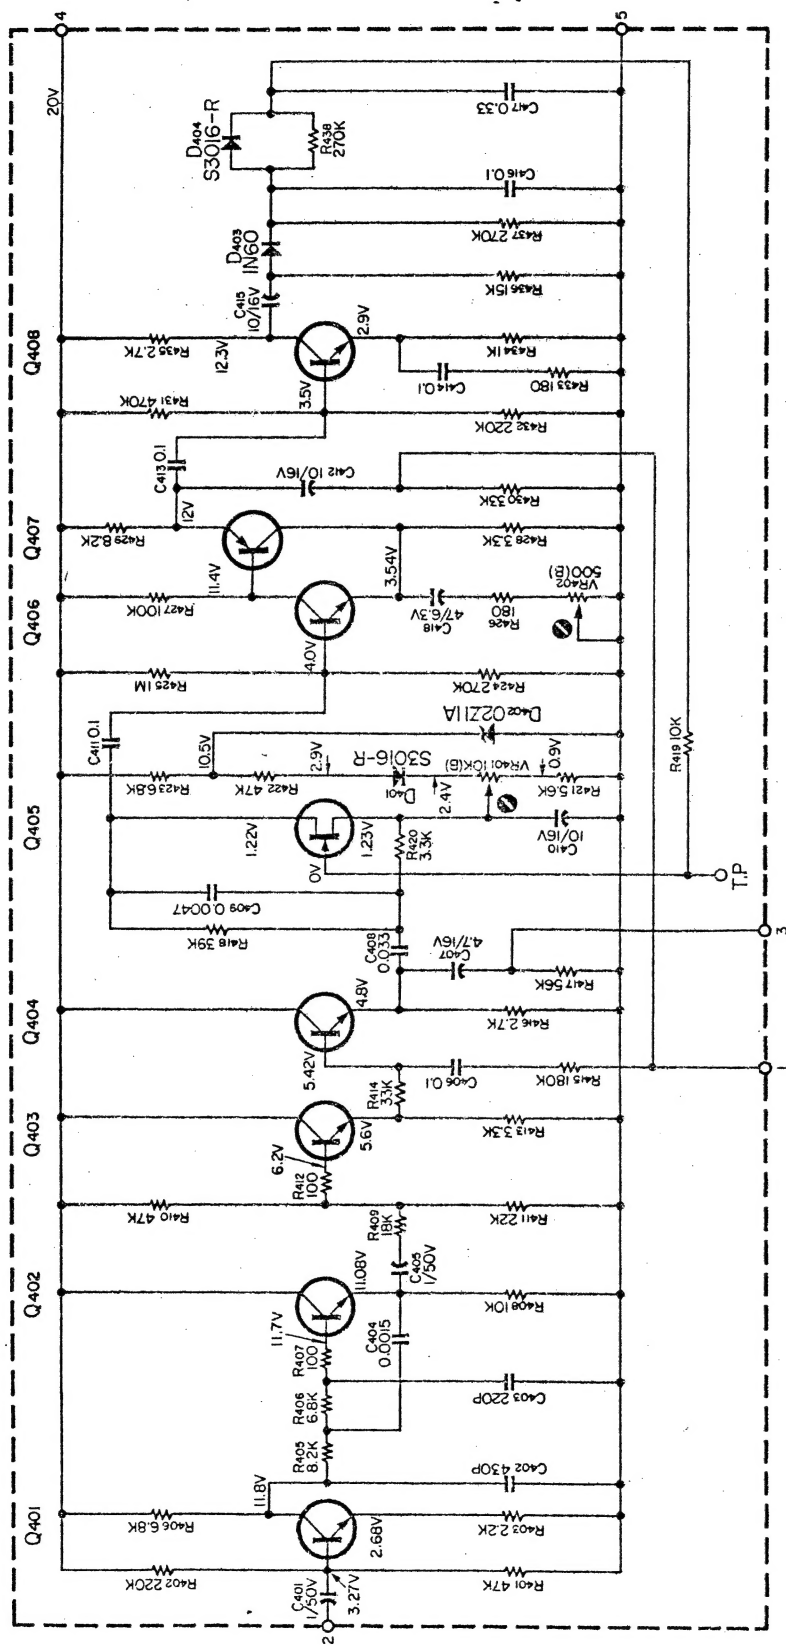 Q401
Q402
Q403
Q404
Q405
Q406
Q407
Q408
4
20V
5
2
3
1
T.P
C401
1/50V
3.27V
R402 220K
R401 47K
R406 6.8K
11.8V
2.68V
R403 2.2K
C402 430P
R405
8.2K
R406
6.8K
R407
100
11.7V
C403 220P
C404
0.0015
11.08V
R408 10K
C405
1/50V
R409
18K
R410 47K
R411 22K
R412
100
6.2V
5.6V
R413 3.3K
R414
33K
C406 0.1
R415 180K
5.42V
4.8V
R416 2.7K
C407
4.7/16V
R417 56K
C408
0.033
R418 39K
C409 0.0047
R420
3.3K
0V
1.22V
1.23V
C410
10/16V
C411 0.1
R423 6.8K
10.5V
R422 47K
2.9V
D401
S3016-R
2.4V
VR401 10K(B)
0.9V
R421 5.6K
D402 02Z11A
R419 10K
R425 1M
R424 270K
4.0V
R427 100K
11.4V
3.54V
C418
47/6.3V
R426
180
VR402
500(B)
R428 3.3K
R429 8.2K
12V
C412 10/16V
R430 33K
C413 0.1
R431 470K
R432 220K
3.5V
R435 2.7K
12.3V
2.9V
C414 0.1
R433 180
R434 1K
C415
10/16V
R436 15K
D403
1N60
R437 270K
C416 0.1
D404
S3016-R
R438
270K
C417 0.33